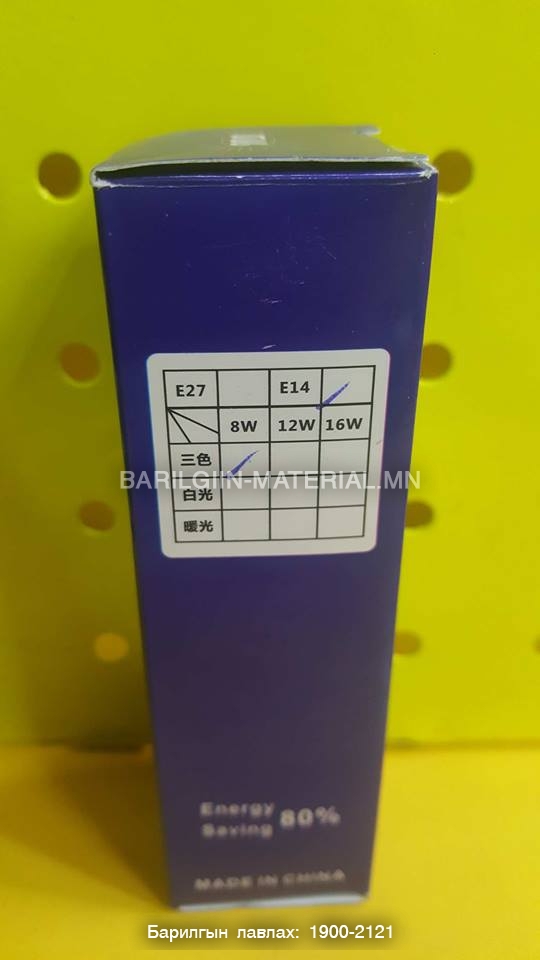 E27 E14
8W 12W 16W
三色
BARILGIIN-MATERIAL.MN
白光
暖光
Energy
Saving 80%
MADE IN CHINA
Барилгын лавлах: 1900-2121